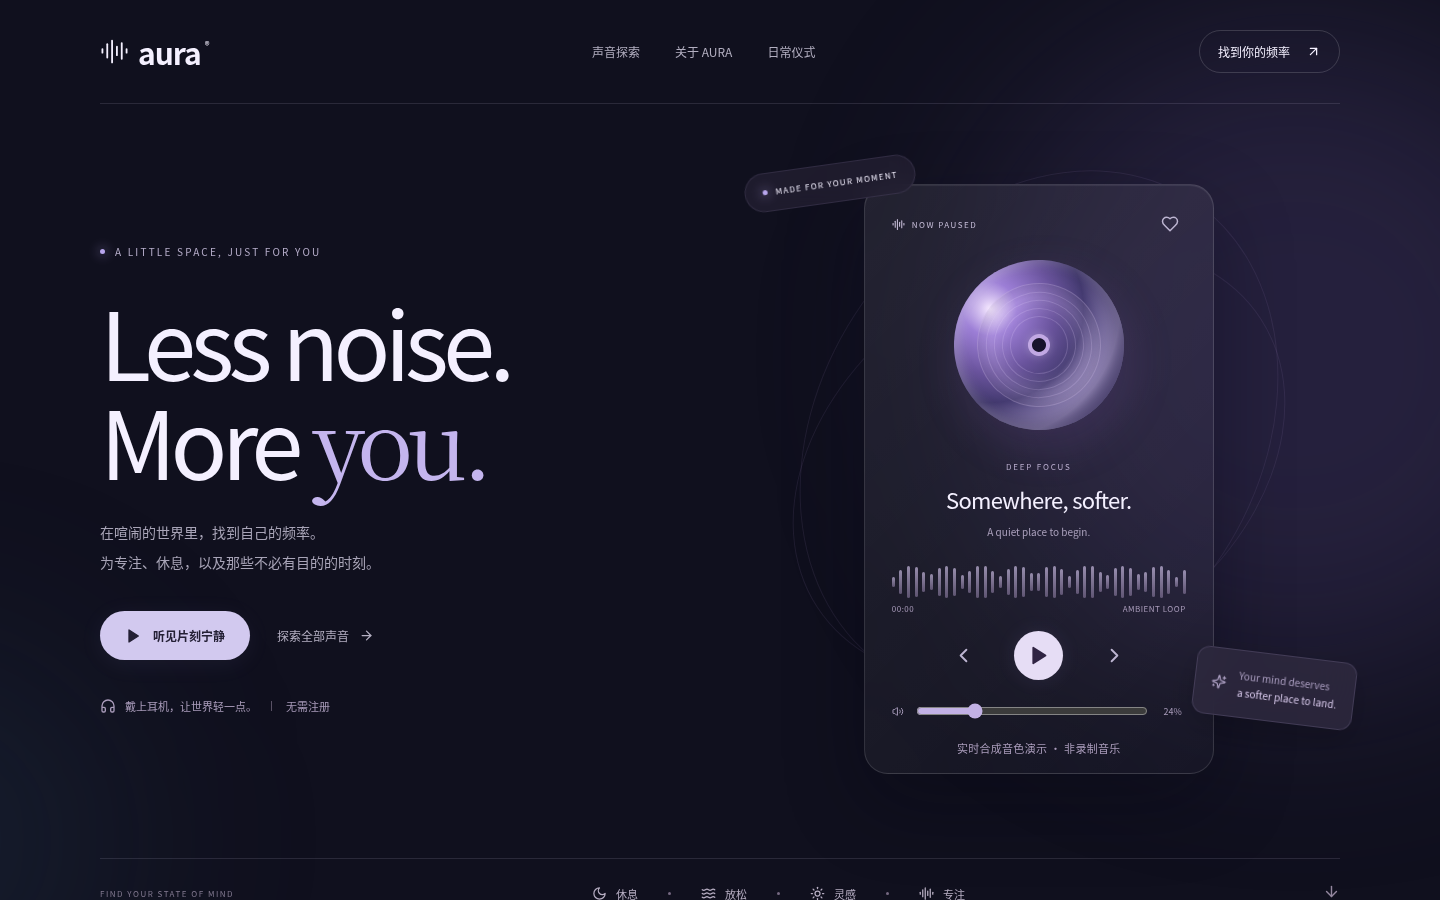 aura
声音探索
关于 AURA
日常仪式
找到你的频率
MADE FOR YOUR MOMENT
NOW PAUSED
A LITTLE SPACE, JUST FOR YOU
Less noise.
More you.
在喧闹的世界里，找到自己的频率。
为专注、休息，以及那些不必有目的的时刻。
听见片刻宁静
探索全部声音
戴上耳机，让世界轻一点。
无需注册
DEEP FOCUS
Somewhere, softer.
A quiet place to begin.
00:00
AMBIENT LOOP
24%
实时合成音色演示 · 非录制音乐
Your mind deserves
a softer place to land.
FIND YOUR STATE OF MIND
休息
放松
灵感
专注